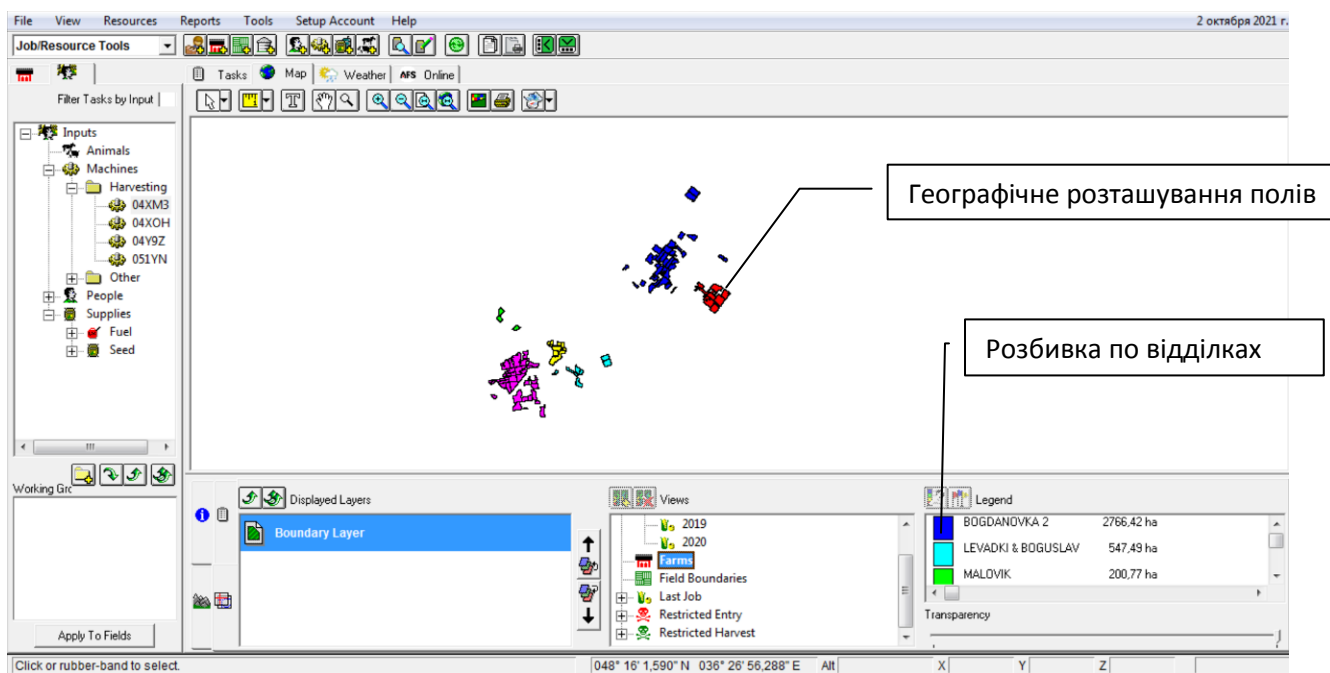 File View Resources Reports Tools Setup Account Help 2 октября 2021 г.
Job/Resource Tools
Tasks Map Weather AFS Online
Filter Tasks by Input
Inputs
Animals
Machines
Harvesting
04XM3
04XOH
04Y9Z
051YN
Other
People
Supplies
Fuel
Seed
Географічне розташування полів
Розбивка по відділках
Working Grc
Apply To Fields
Displayed Layers
Boundary Layer
Views
2019
2020
Farms
Field Boundaries
Last Job
Restricted Entry
Restricted Harvest
Legend
BOGDANOVKA 2 2766,42 ha
LEVADKI & BOGUSLAV 547,49 ha
MALOVIK 200,77 ha
Transparency
Click or rubber-band to select. 048° 16' 1,590" N 036° 26' 56,288" E Alt X Y Z